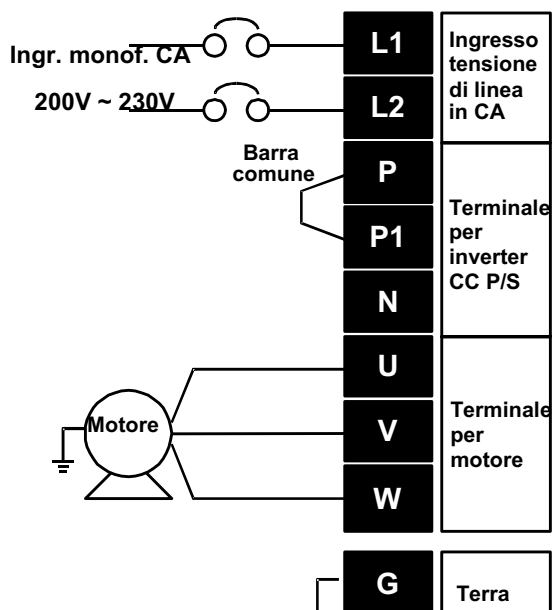 Ingr. monof. CA
200V ~ 230V
L1
Ingresso
tensione
di linea
in CA
L2
Barra
comune
P
P1
N
Terminale
per
inverter
CC P/S
Motore
U
V
W
Terminale
per
motore
G
Terra